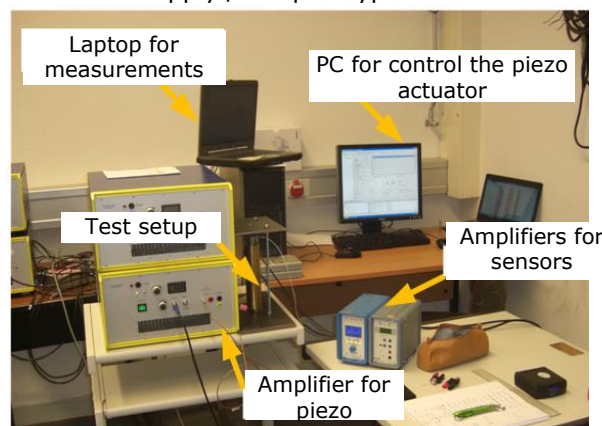 Laptop for
measurements
PC for control the piezo
actuator
Test setup
Amplifiers for
sensors
Amplifier for
piezo